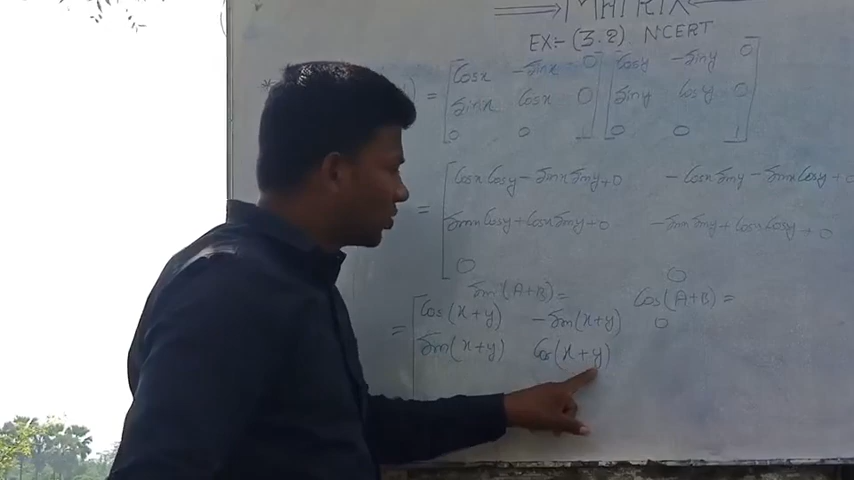 MATRIX
EX:- (3.2) NCERT
= [ Cosx -Sinx 0 ] [ Cosy -Siny 0 ]
[ Sinx Cosx 0 ] [ Siny Cosy 0 ]
[ 0 0 1 ] [ 0 0 1 ]
= [ Cosx Cosy - Sinx Siny + 0 -Cosx Siny - Sinx Cosy + 0
Sinx Cosy + Cosx Siny + 0 -Sinx Siny + Cosx Cosy + 0
0 0
Sin(A+B)= Cos(A+B)=
= [ Cos(x+y) -Sin(x+y) 0
Sin(x+y) Cos(x+y)